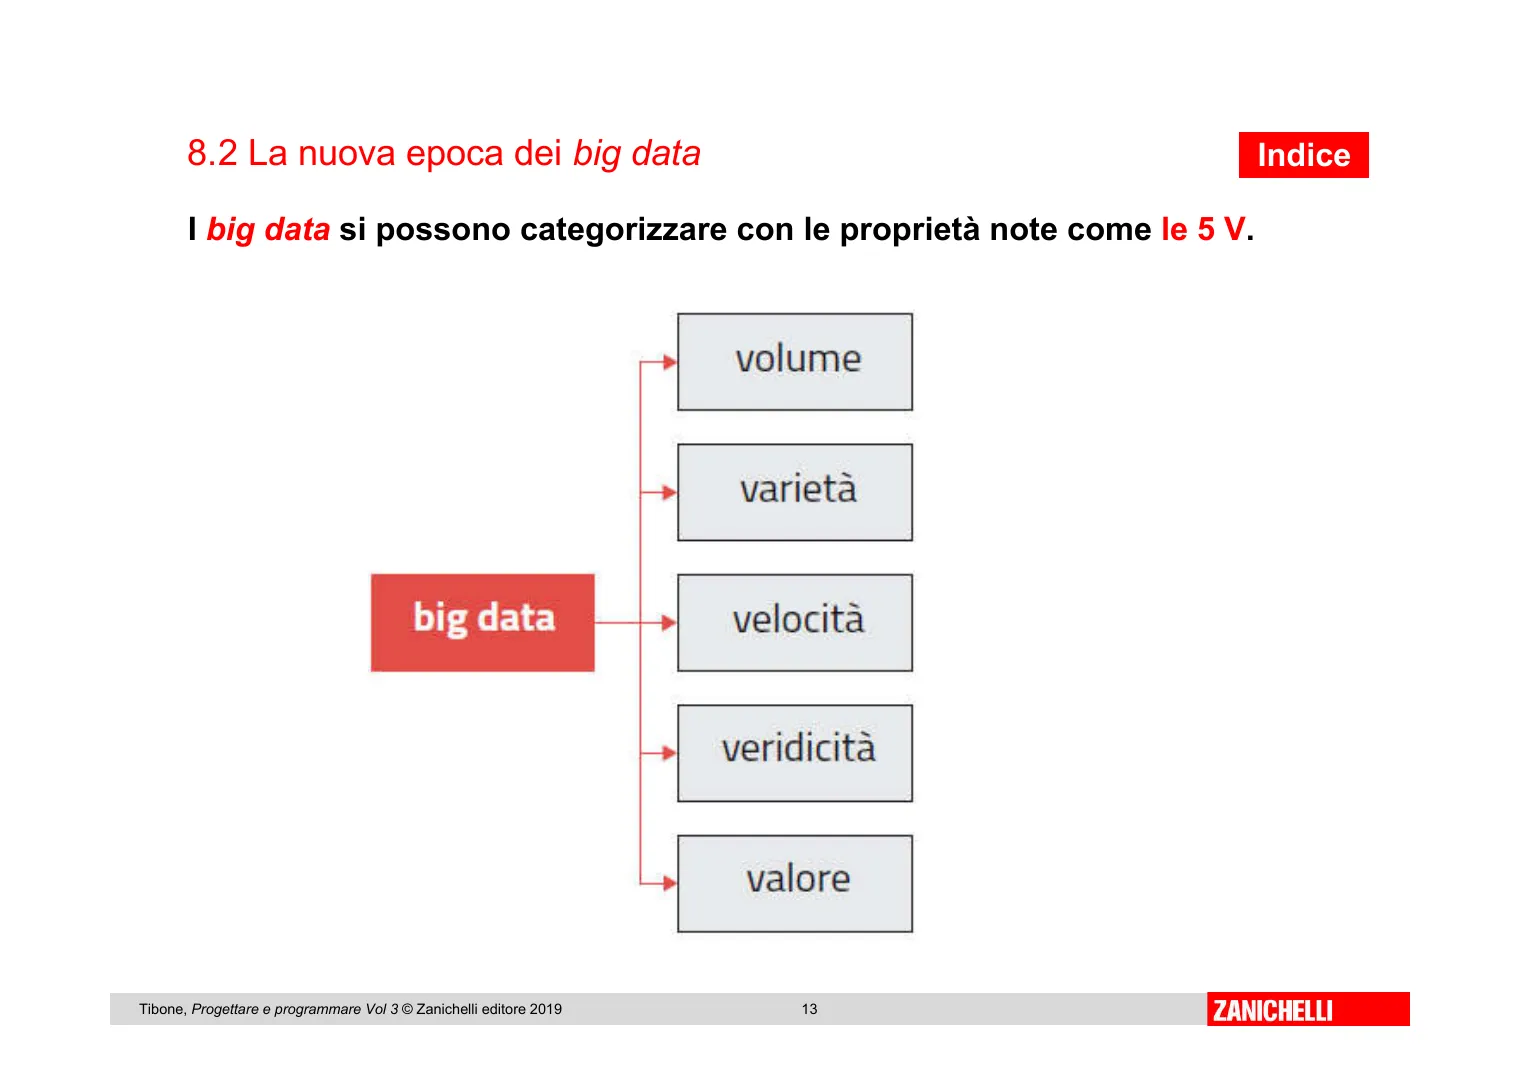 8.2 La nuova epoca dei big data
Indice
I big data si possono categorizzare con le proprietà note come le 5 V.
volume
varietà
big data
velocità
veridicità
valore
Tibone, Progettare e programmare Vol 3 © Zanichelli editore 2019
13
ZANICHELLI